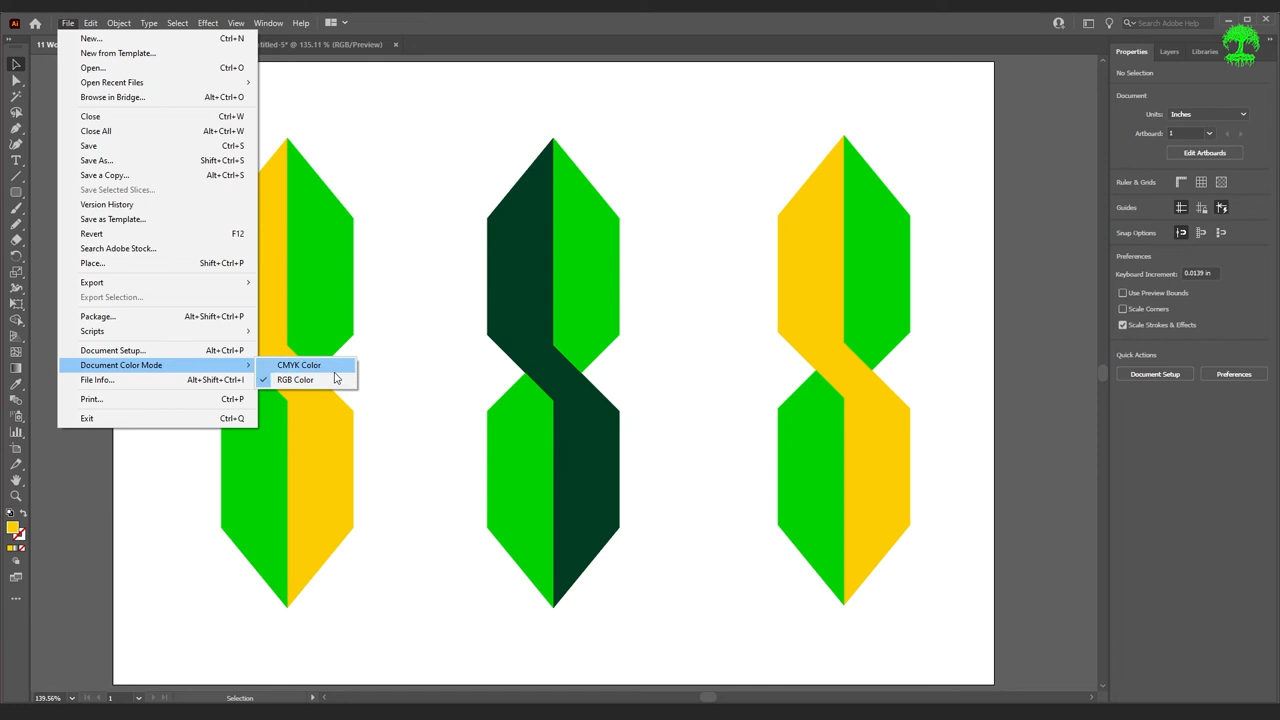 Ai File Edit Object Type Select Effect View Window Help Search Adobe Help
11 Wo titled-5* @ 135.11 % (RGB/Preview) ×
New... Ctrl+N
New from Template...
Open... Ctrl+O
Open Recent Files
Browse in Bridge... Alt+Ctrl+O
Close Ctrl+W
Close All Alt+Ctrl+W
Save Ctrl+S
Save As... Shift+Ctrl+S
Save a Copy... Alt+Ctrl+S
Save Selected Slices...
Version History
Save as Template...
Revert F12
Search Adobe Stock...
Place... Shift+Ctrl+P
Export
Export Selection...
Package... Alt+Shift+Ctrl+P
Scripts
Document Setup... Alt+Ctrl+P
Document Color Mode
File Info... Alt+Shift+Ctrl+I
Print... Ctrl+P
Exit Ctrl+Q
CMYK Color
RGB Color
Properties Layers Libraries
No Selection
Document
Units: Inches
Artboard: 1
Edit Artboards
Ruler & Grids
Guides
Snap Options
Preferences
Keyboard Increment: 0.0139 in
Use Preview Bounds
Scale Corners
Scale Strokes & Effects
Quick Actions
Document Setup Preferences
139.56% 1 Selection